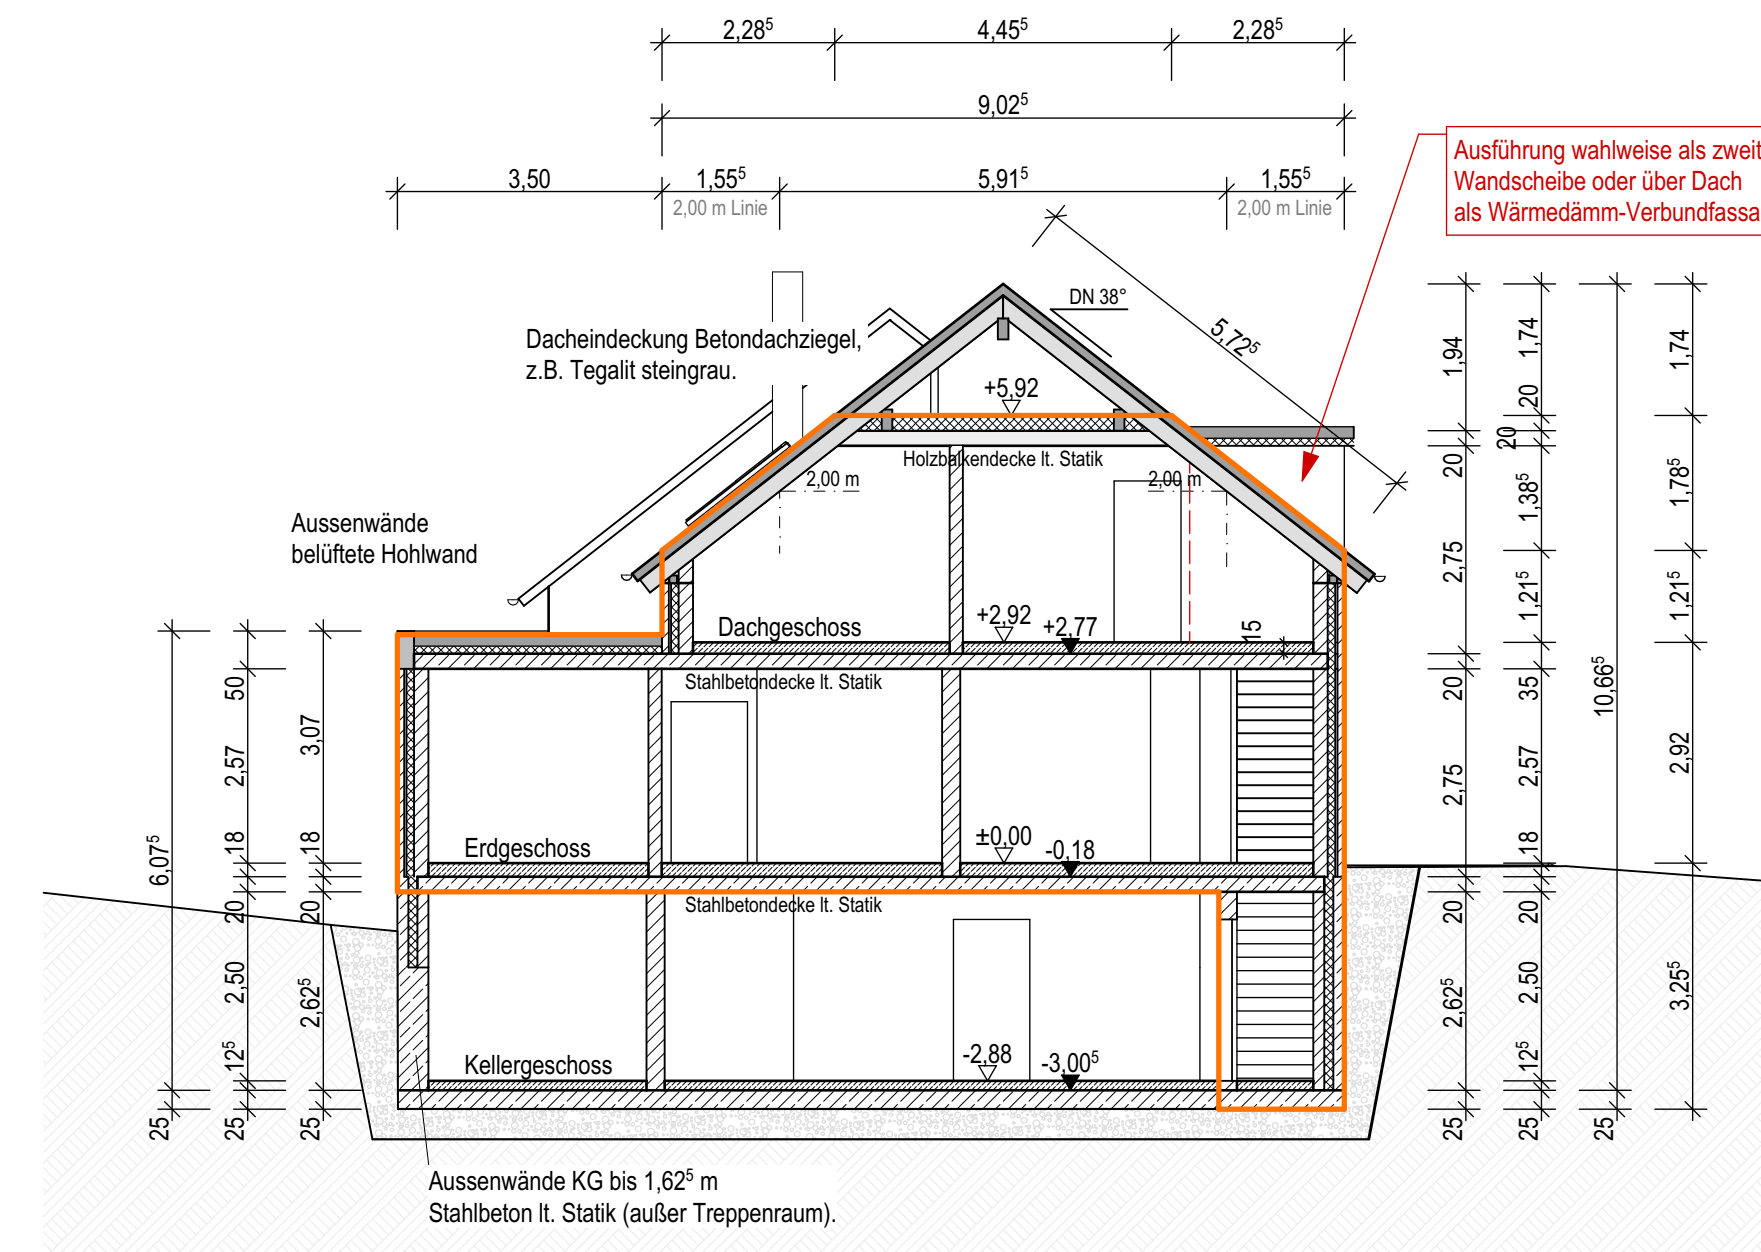 2,28⁵ 4,45⁵ 2,28⁵
9,02⁵
3,50 1,55⁵ 5,91⁵ 1,55⁵
2,00 m Linie 2,00 m Linie
Ausführung wahlweise als zweit
Wandscheibe oder über Dach
als Wärmedämm-Verbundfassa
DN 38°
5,72⁵
Dacheindeckung Betondachziegel,
z.B. Tegalit steingrau.
+5,92
Holzbalkendecke lt. Statik
2,00 m 2,00 m
Aussenwände
belüftete Hohlwand
Dachgeschoss
+2,92
+2,77
15
Stahlbetondecke lt. Statik
Erdgeschoss
±0,00
-0,18
Stahlbetondecke lt. Statik
Kellergeschoss
-2,88
-3,00⁵
Aussenwände KG bis 1,62⁵ m
Stahlbeton lt. Statik (außer Treppenraum).
6,07⁵
25
50
2,57
18
20
2,50
12⁵
25
3,07
18
20
2,62⁵
25
1,94
20
2,75
20
2,75
20
2,62⁵
25
1,74
20
20
1,38⁵
1,21⁵
35
2,57
18
20
2,50
12⁵
25
10,66⁵
25
1,74
1,78⁵
1,21⁵
2,92
3,25⁵